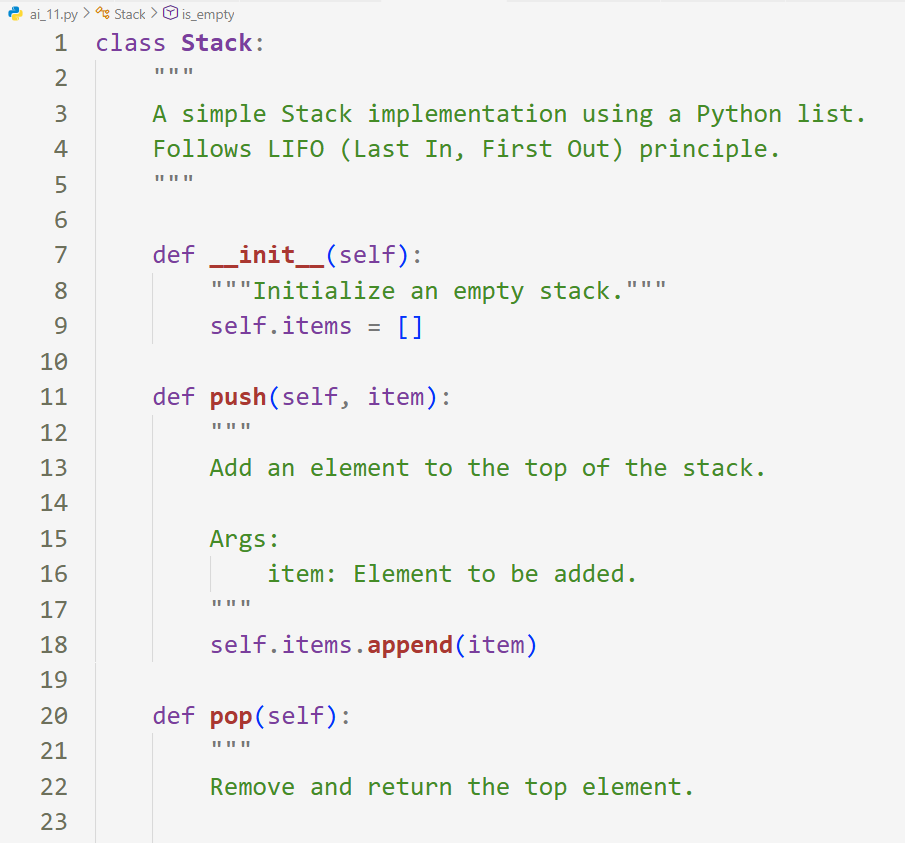 ai_11.py > Stack > is_empty
1 class Stack:
2     """
3     A simple Stack implementation using a Python list.
4     Follows LIFO (Last In, First Out) principle.
5     """
6
7     def __init__(self):
8         """Initialize an empty stack."""
9         self.items = []
10
11     def push(self, item):
12         """
13         Add an element to the top of the stack.
14
15         Args:
16             item: Element to be added.
17         """
18         self.items.append(item)
19
20     def pop(self):
21         """
22         Remove and return the top element.
23